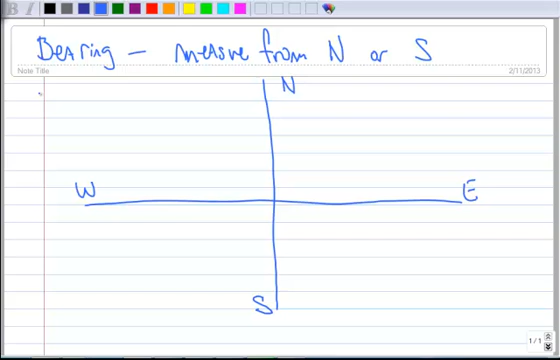 B I
Bearing - measure from N or S
Note Title
2/11/2013
N
W
E
S
1/1